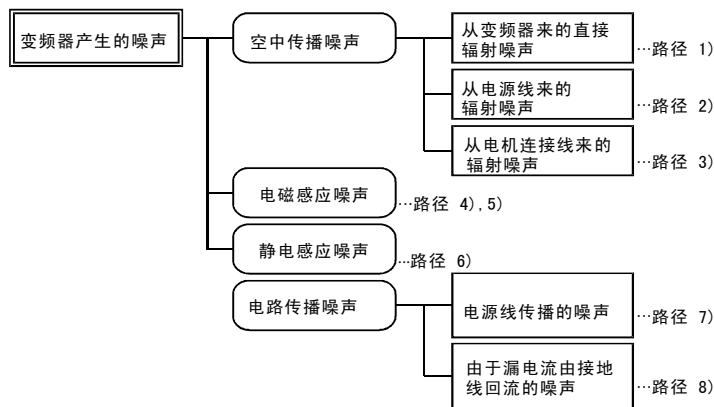 变频器产生的噪声
空中传播噪声
从变频器来的直接
辐射噪声
…路径 1)
从电源线来的
辐射噪声
…路径 2)
从电机连接线来的
辐射噪声
…路径 3)
电磁感应噪声
…路径 4),5)
静电感应噪声
…路径 6)
电路传播噪声
电源线传播的噪声
…路径 7)
由于漏电流由接地
线回流的噪声
…路径 8)